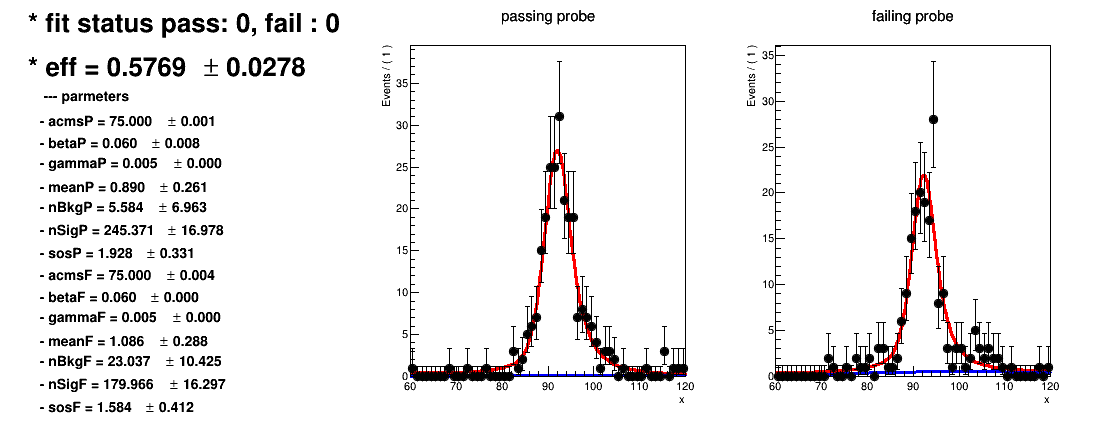 * fit status pass: 0, fail : 0
* eff = 0.5769 ± 0.0278
--- parmeters
- acmsP = 75.000 ± 0.001
- betaP = 0.060 ± 0.008
- gammaP = 0.005 ± 0.000
- meanP = 0.890 ± 0.261
- nBkgP = 5.584 ± 6.963
- nSigP = 245.371 ± 16.978
- sosP = 1.928 ± 0.331
- acmsF = 75.000 ± 0.004
- betaF = 0.060 ± 0.000
- gammaF = 0.005 ± 0.000
- meanF = 1.086 ± 0.288
- nBkgF = 23.037 ± 10.425
- nSigF = 179.966 ± 16.297
- sosF = 1.584 ± 0.412
passing probe
Events / ( 1 )
35
30
25
20
15
10
5
0
60 70 80 90 100 110 120
x
failing probe
Events / ( 1 )
35
30
25
20
15
10
5
0
60 70 80 90 100 110 120
x